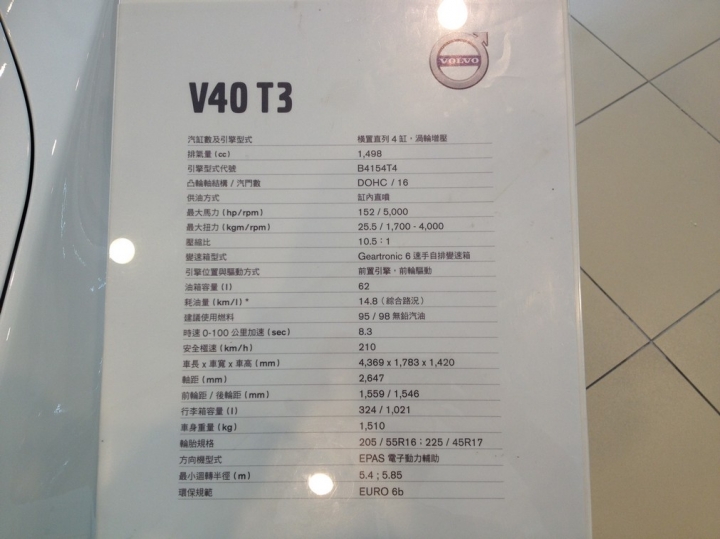 VOLVO
V40 T3
汽缸數及引擎型式 橫置直列 4 缸，渦輪增壓
排氣量 (cc) 1,498
引擎型式代號 B4154T4
凸輪軸結構 / 汽門數 DOHC / 16
供油方式 缸內直噴
最大馬力 (hp/rpm) 152 / 5,000
最大扭力 (kgm/rpm) 25.5 / 1,700 - 4,000
壓縮比 10.5：1
變速箱型式 Geartronic 6 速手自排變速箱
引擎位置與驅動方式 前置引擎，前輪驅動
油箱容量 (l) 62
耗油量 (km/l) * 14.8 (綜合路況)
建議使用燃料 95 / 98 無鉛汽油
時速 0-100 公里加速 (sec) 8.3
安全極速 (km/h) 210
車長 x 車寬 x 車高 (mm) 4,369 x 1,783 x 1,420
軸距 (mm) 2,647
前輪距 / 後輪距 (mm) 1,559 / 1,546
行李箱容量 (l) 324 / 1,021
車身重量 (kg) 1,510
輪胎規格 205 / 55R16；225 / 45R17
方向機型式 EPAS 電子動力輔助
最小迴轉半徑 (m) 5.4；5.85
環保規範 EURO 6b